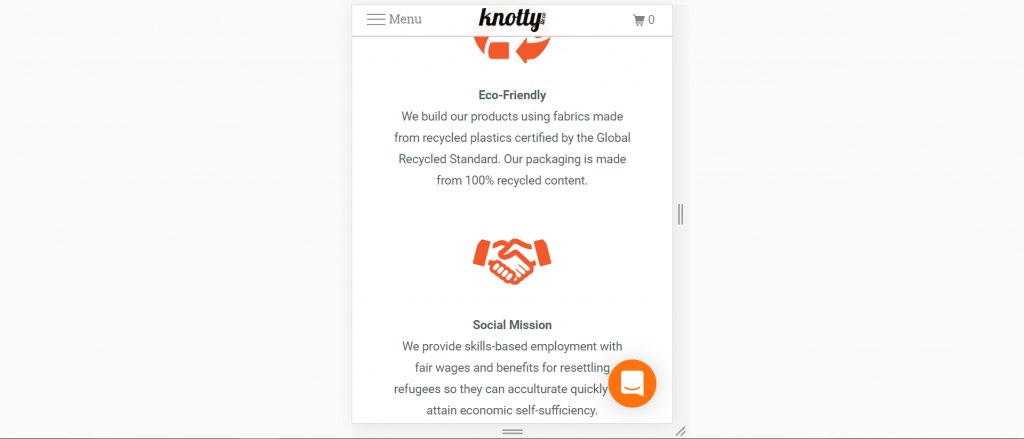 Menu
knotty
0
Eco-Friendly
We build our products using fabrics made
from recycled plastics certified by the Global
Recycled Standard. Our packaging is made
from 100% recycled content.
Social Mission
We provide skills-based employment with
fair wages and benefits for resettling
refugees so they can acculturate quickly
attain economic self-sufficiency.